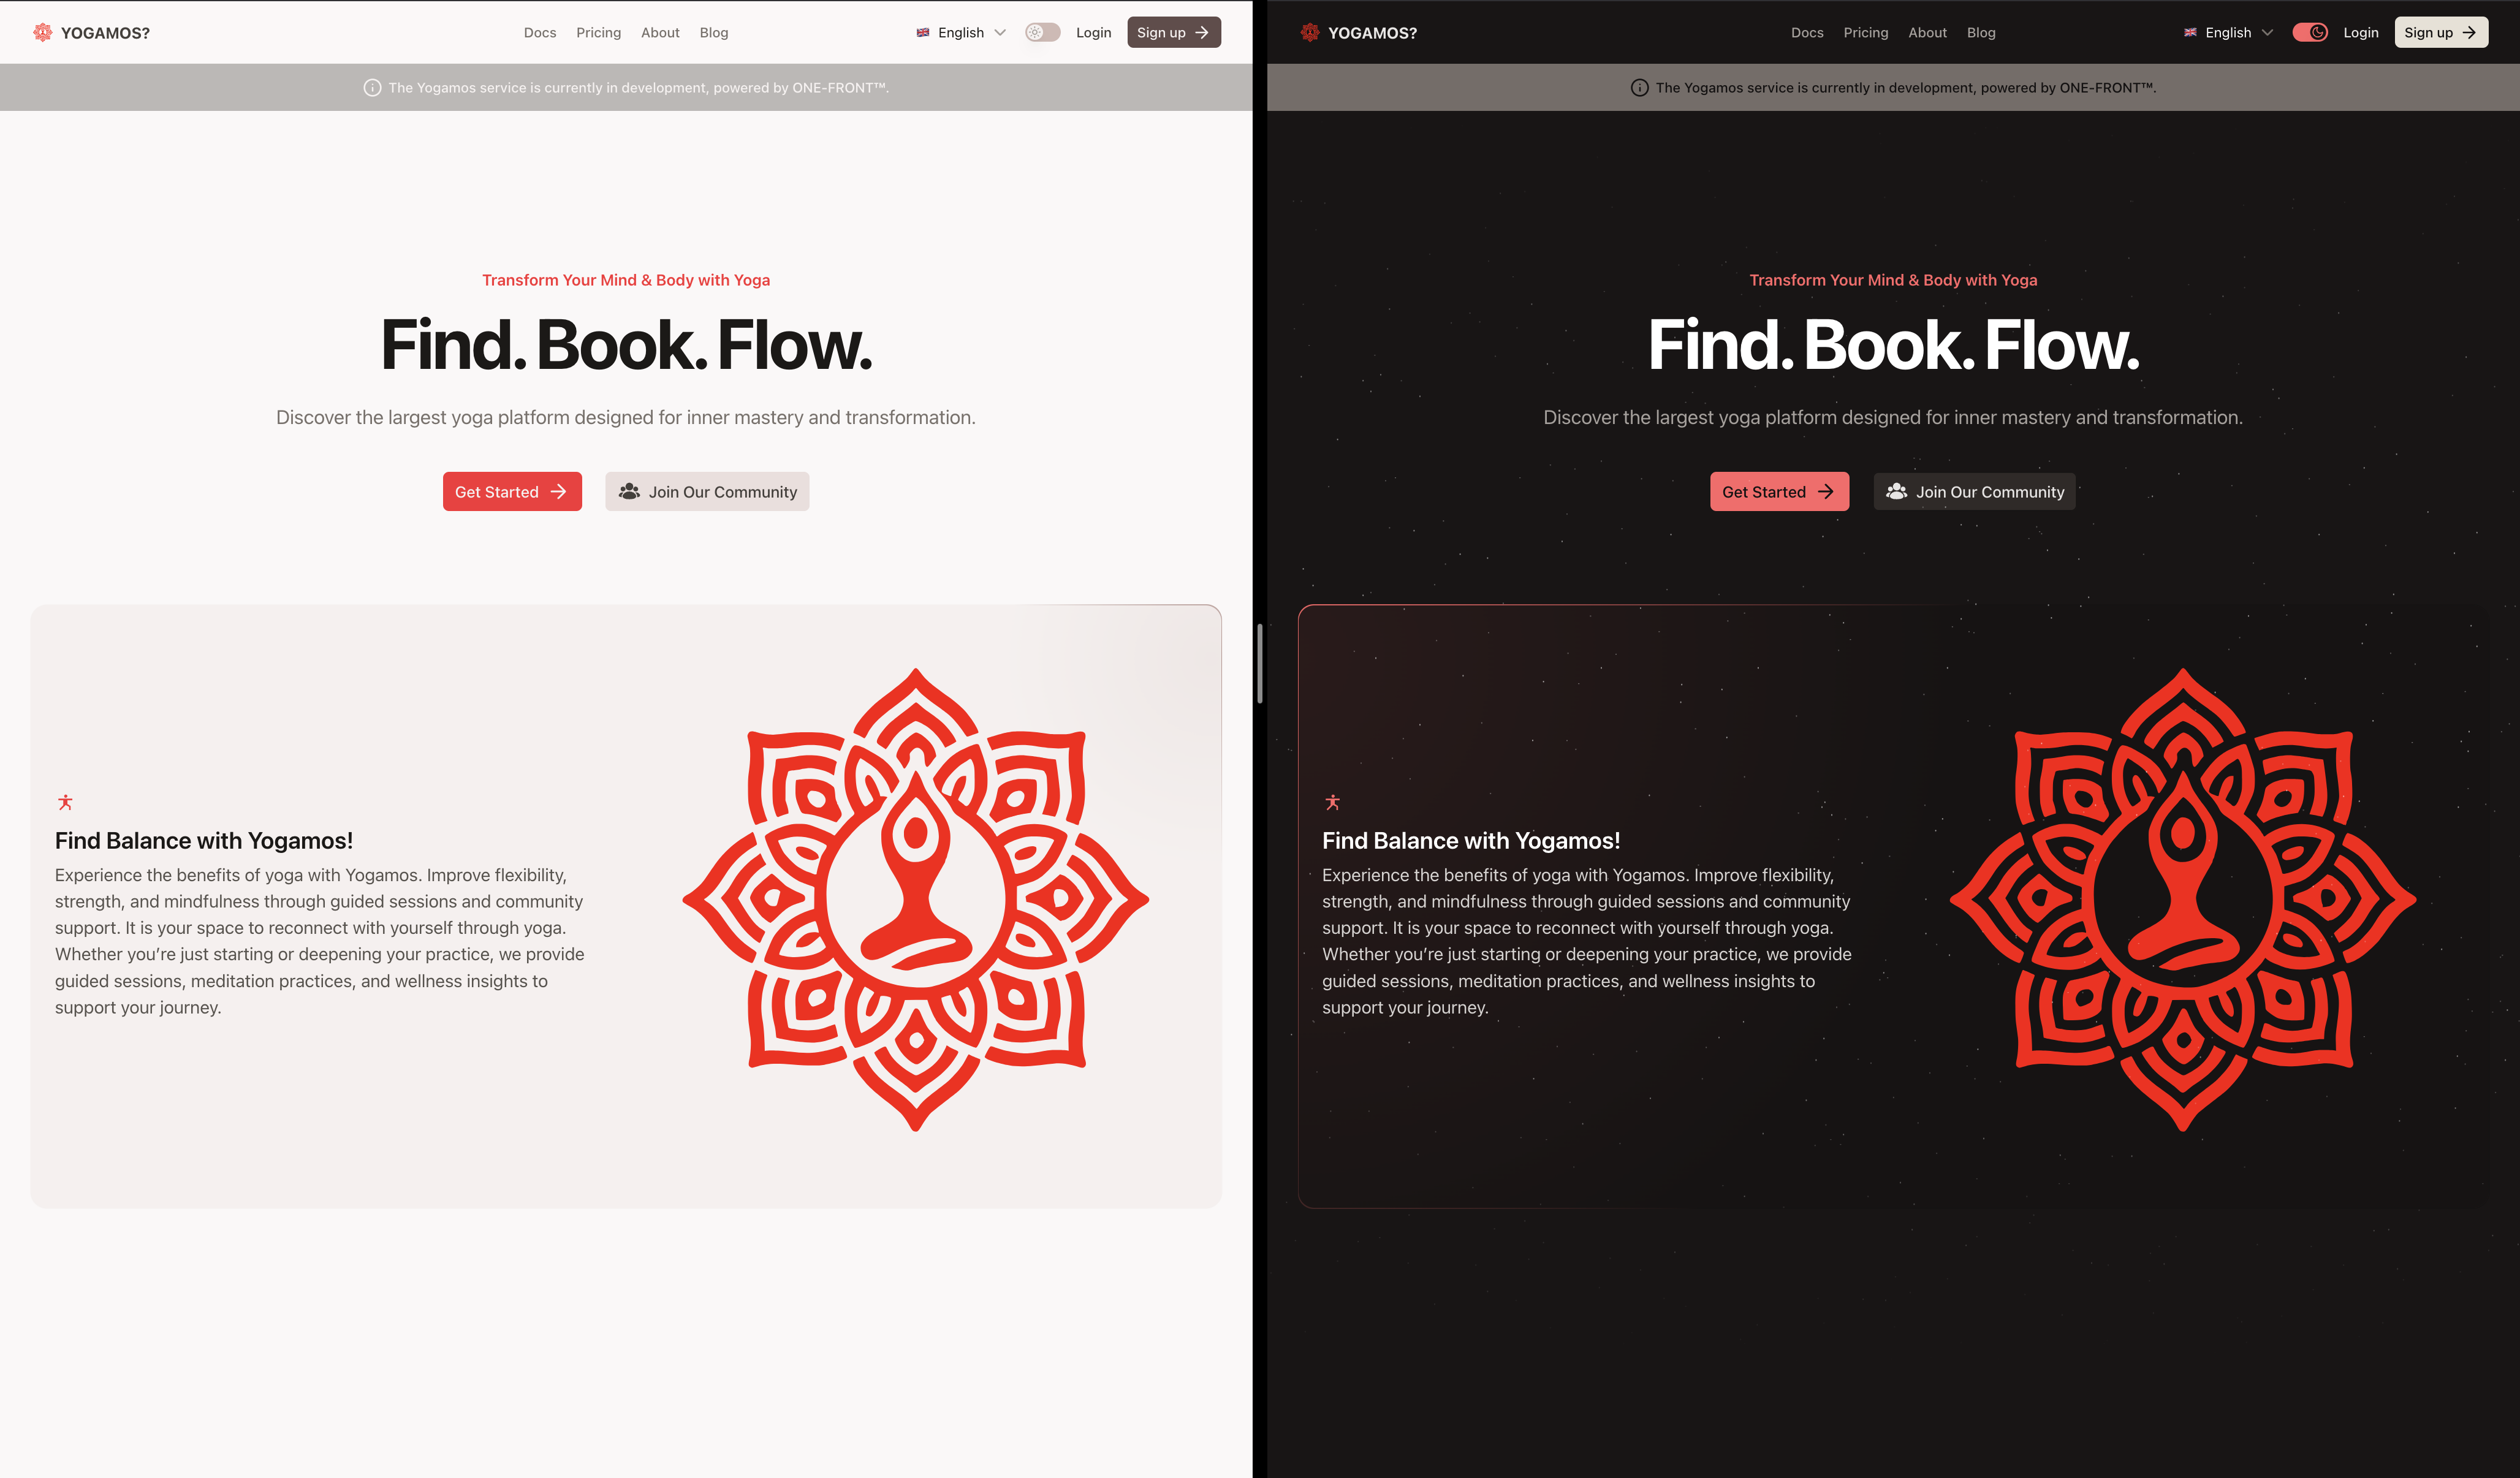 YOGAMOS?
Docs Pricing About Blog
English
Login
Sign up
The Yogamos service is currently in development, powered by ONE-FRONT™.
Transform Your Mind & Body with Yoga
Find. Book. Flow.
Discover the largest yoga platform designed for inner mastery and transformation.
Get Started
Join Our Community
Find Balance with Yogamos!
Experience the benefits of yoga with Yogamos. Improve flexibility,
strength, and mindfulness through guided sessions and community
support. It is your space to reconnect with yourself through yoga.
Whether you’re just starting or deepening your practice, we provide
guided sessions, meditation practices, and wellness insights to
support your journey.
YOGAMOS?
Docs Pricing About Blog
English
Login
Sign up
The Yogamos service is currently in development, powered by ONE-FRONT™.
Transform Your Mind & Body with Yoga
Find. Book. Flow.
Discover the largest yoga platform designed for inner mastery and transformation.
Get Started
Join Our Community
Find Balance with Yogamos!
Experience the benefits of yoga with Yogamos. Improve flexibility,
strength, and mindfulness through guided sessions and community
support. It is your space to reconnect with yourself through yoga.
Whether you’re just starting or deepening your practice, we provide
guided sessions, meditation practices, and wellness insights to
support your journey.